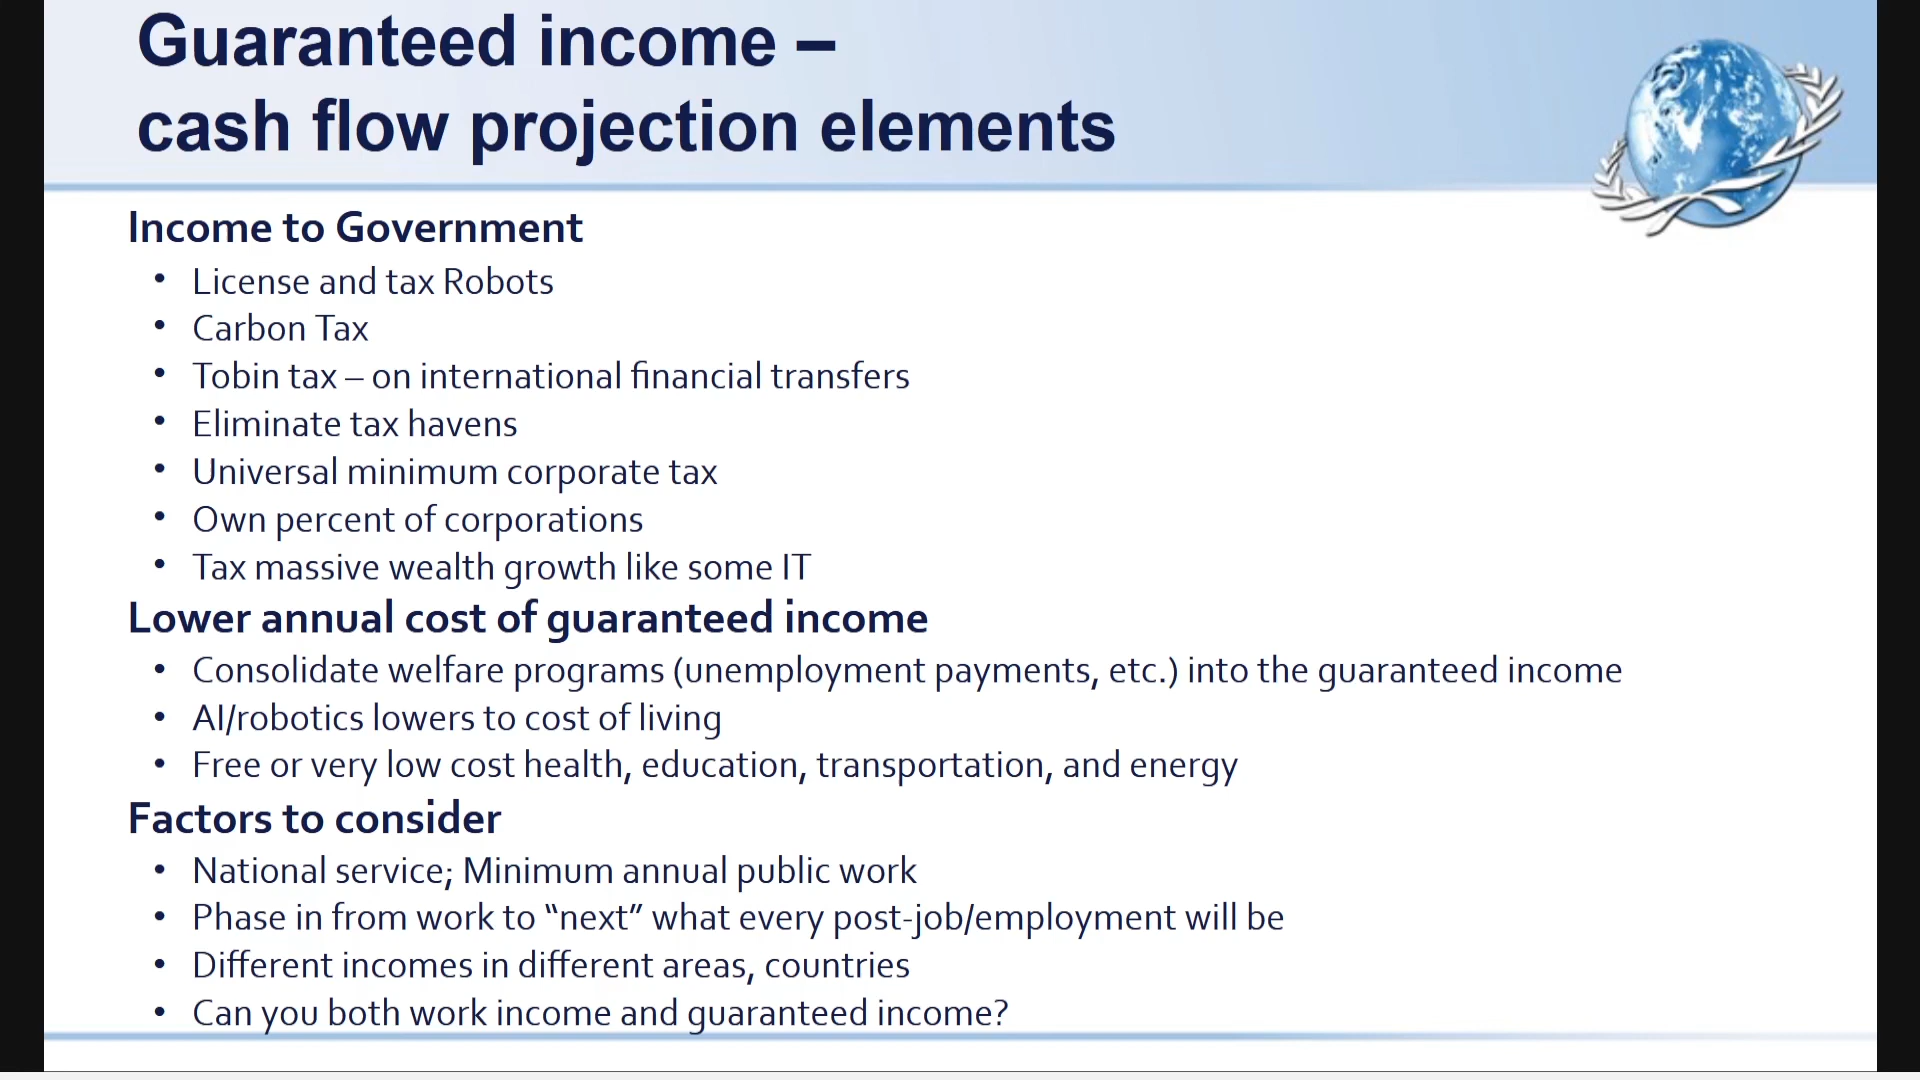 Guaranteed income –
cash flow projection elements
Income to Government
• License and tax Robots
• Carbon Tax
• Tobin tax – on international financial transfers
• Eliminate tax havens
• Universal minimum corporate tax
• Own percent of corporations
• Tax massive wealth growth like some IT
Lower annual cost of guaranteed income
• Consolidate welfare programs (unemployment payments, etc.) into the guaranteed income
• AI/robotics lowers to cost of living
• Free or very low cost health, education, transportation, and energy
Factors to consider
• National service; Minimum annual public work
• Phase in from work to “next” what every post-job/employment will be
• Different incomes in different areas, countries
• Can you both work income and guaranteed income?